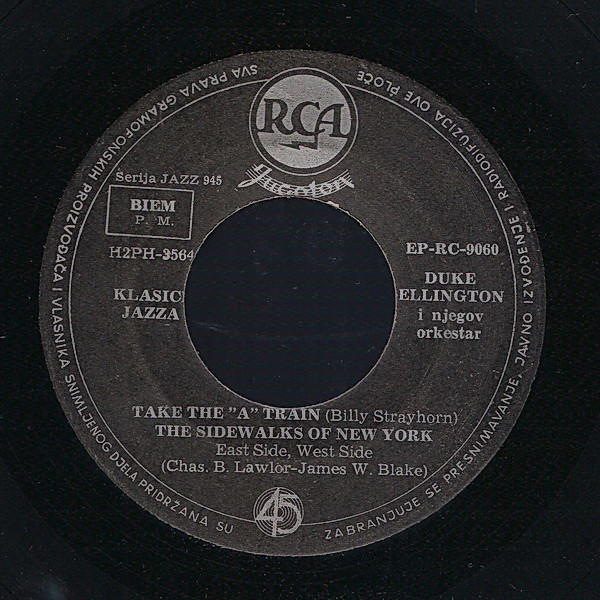 SVA PRAVA GRAMOFONSKIH PROIZVOĐAČA I VLASNIKA SNIMLJENOG DJELA PRIDRŽANA SU
ZABRANJUJE SE PRESNIMAVANJE, JAVNO IZVOĐENJE I RADIODIFUZIJA OVE PLOČE
RCA
Jugoton
Serija JAZZ 945
BIEM
P. M.
H2PH-3564
EP-RC-9060
KLASICI
JAZZA
DUKE
ELLINGTON
i njegov
orkestar
TAKE THE "A" TRAIN (Billy Strayhorn)
THE SIDEWALKS OF NEW YORK
East Side, West Side
(Chas. B. Lawlor-James W. Blake)
45